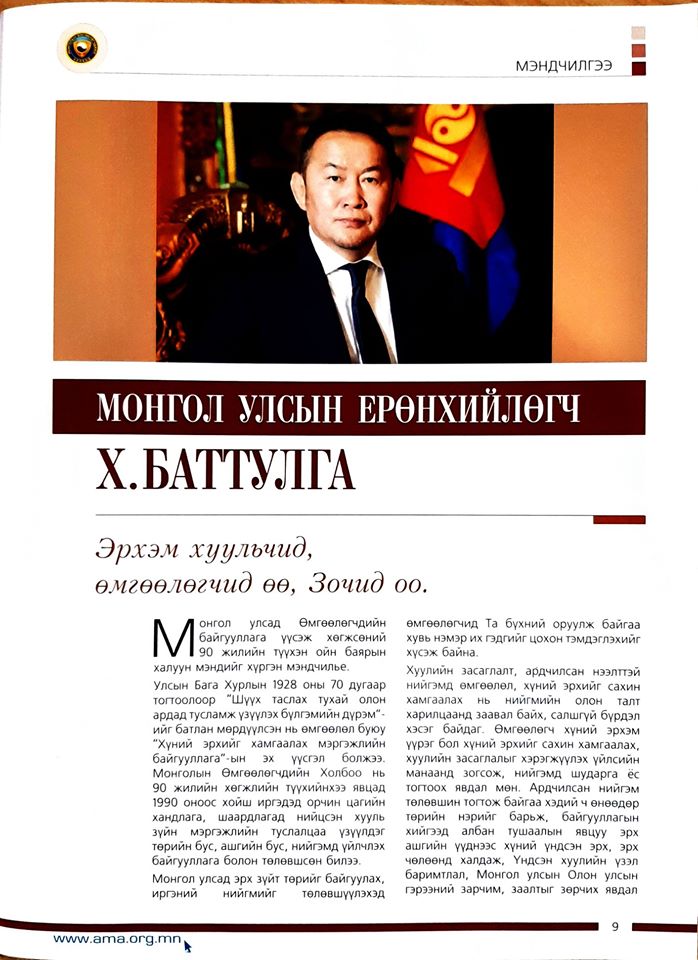 МЭНДЧИЛГЭЭ
МОНГОЛ УЛСЫН ЕРӨНХИЙЛӨГЧ
Х.БАТТУЛГА
Эрхэм хуульчид,
өмгөөлөгчид өө, Зочид оо.
Монгол улсад Өмгөөлөгчдийн
байгууллага үүсэж хөгжсөний
90 жилийн түүхэн ойн баярын
халуун мэндийг хүргэн мэндчилье.
Улсын Бага Хурлын 1928 оны 70 дугаар
тогтоолоор "Шүүх таслах тухай олон
ардад тусламж үзүүлэх бүлгэмийн дүрэм"-
ийг батлан мөрдүүлсэн нь өмгөөлөл буюу
"Хүний эрхийг хамгаалах мэргэжлийн
байгууллага"-ын эх үүсгэл болжээ.
Монголын Өмгөөлөгчдийн Холбоо нь
90 жилийн хөгжлийн түүхийнхээ явцад
1990 оноос хойш иргэдэд орчин цагийн
хандлага, шаардлагад нийцсэн хууль
зүйн мэргэжлийн туслалцаа үзүүлдэг
төрийн бус, ашгийн бус, нийгэмд үйлчлэх
байгууллага болон төлөвшсөн билээ.
Монгол улсад эрх зүйт төрийг байгуулах,
иргэний нийгмийг төлөвшүүлэхэд
өмгөөлөгчид Та бүхний оруулж байгаа
хувь нэмэр их гэдгийг цохон тэмдэглэхийг
хүсэж байна.
Хуулийн засаглалт, ардчилсан нээлттэй
нийгэмд өмгөөлөл, хүний эрхийг сахин
хамгаалах нь нийгмийн олон талт
харилцаанд заавал байх, салшгүй бүрдэл
хэсэг байдаг. Өмгөөлөгч хүний эрхэм
үүрэг бол хүний эрхийг сахин хамгаалах,
хуулийн засаглалыг хэрэгжүүлэх үйлсийн
манаанд зогсож, нийгэмд шударга ёс
тогтоох явдал мөн. Ардчилсан нийгэм
төлөвшин тогтож байгаа хэдий ч өнөөдөр
төрийн нэрийг барьж, байгууллагын
хийгээд албан тушаалын явцуу эрх
ашгийн үүднээс хүний үндсэн эрх, эрх
чөлөөнд халдаж, Үндсэн хуулийн үзэл
баримтлал, Монгол улсын Олон улсын
гэрээний зарчим, заалтыг зөрчих явдал
9
www.ama.org.mn